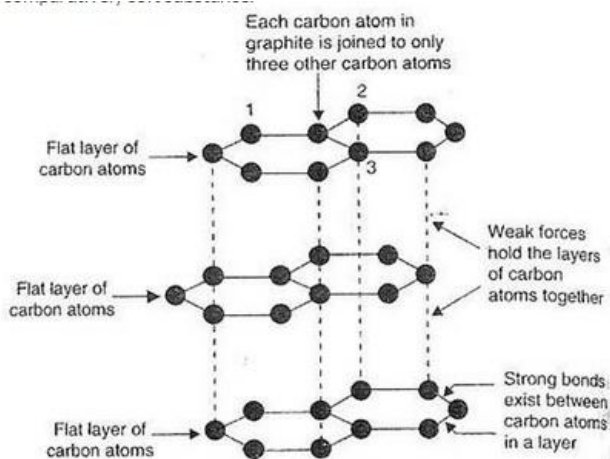 Each carbon atom in
graphite is joined to only
three other carbon atoms
1
2
3
Flat layer of
carbon atoms
Weak forces
hold the layers
of carbon
atoms together
Flat layer of
carbon atoms
Strong bonds
exist between
carbon atoms
in a layer
Flat layer of
carbon atoms